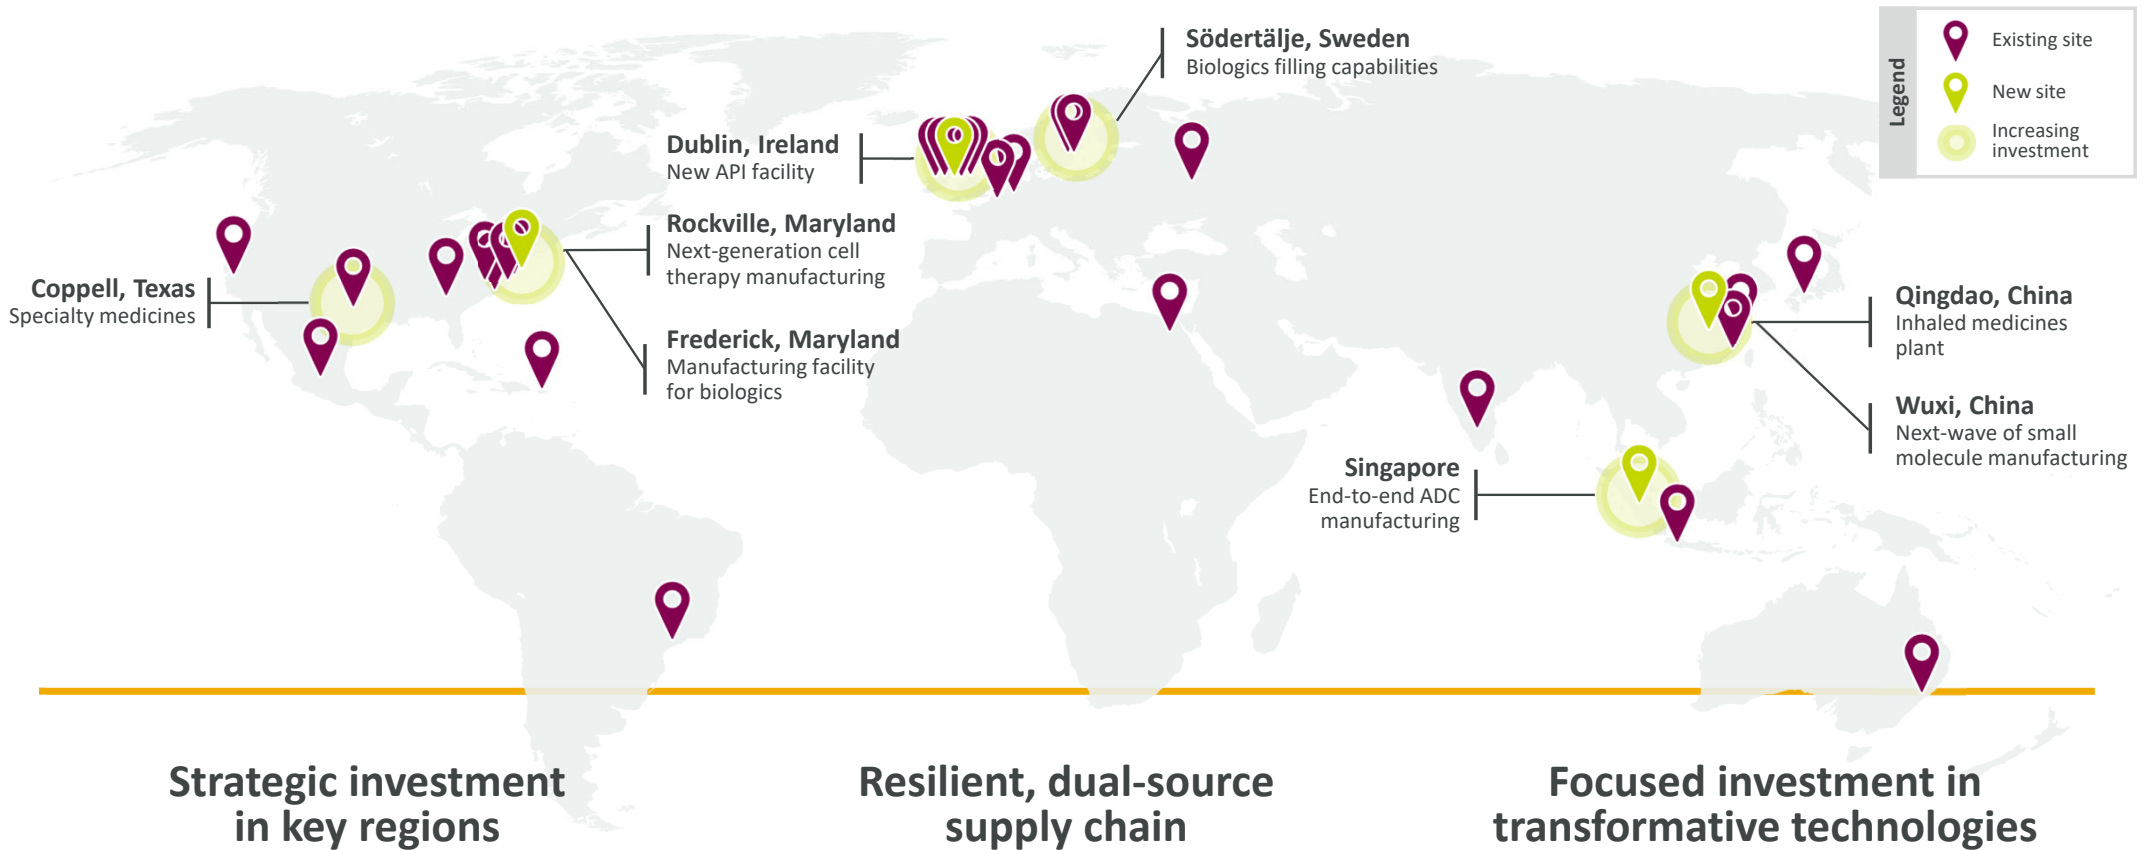 Södertälje, Sweden
Biologics filling capabilities
Legend
Existing site
New site
Increasing
investment
Dublin, Ireland
New API facility
Rockville, Maryland
Next-generation cell
therapy manufacturing
Coppell, Texas
Specialty medicines
Frederick, Maryland
Manufacturing facility
for biologics
Qingdao, China
Inhaled medicines
plant
Wuxi, China
Next-wave of small
molecule manufacturing
Singapore
End-to-end ADC
manufacturing
Strategic investment
in key regions
Resilient, dual-source
supply chain
Focused investment in
transformative technologies